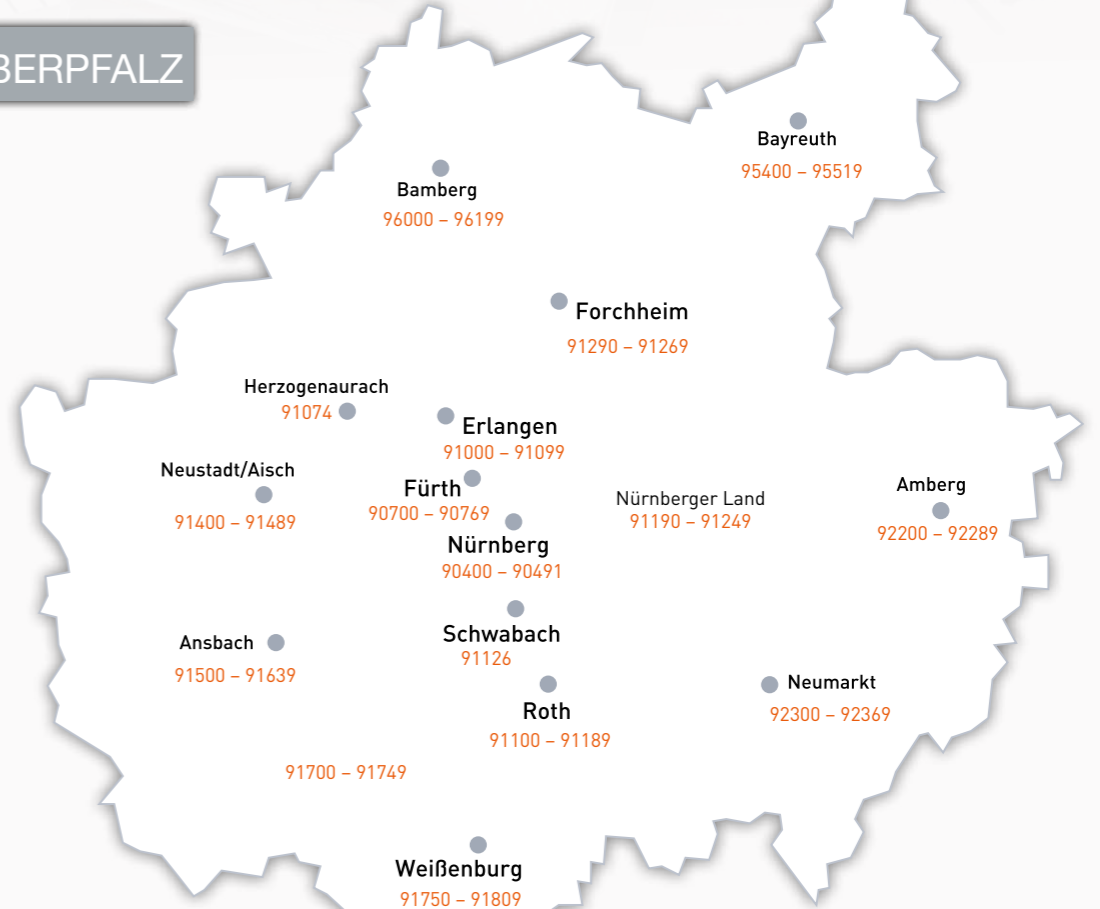 BERPFALZ
Bayreuth
95400 – 95519
Bamberg
96000 – 96199
Forchheim
91290 – 91269
Herzogenaurach
91074
Erlangen
91000 – 91099
Neustadt/Aisch
91400 – 91489
Fürth
90700 – 90769
Nürnberger Land
91190 – 91249
Amberg
92200 – 92289
Nürnberg
90400 – 90491
Schwabach
91126
Ansbach
91500 – 91639
Neumarkt
92300 – 92369
Roth
91100 – 91189
91700 – 91749
Weißenburg
91750 – 91809